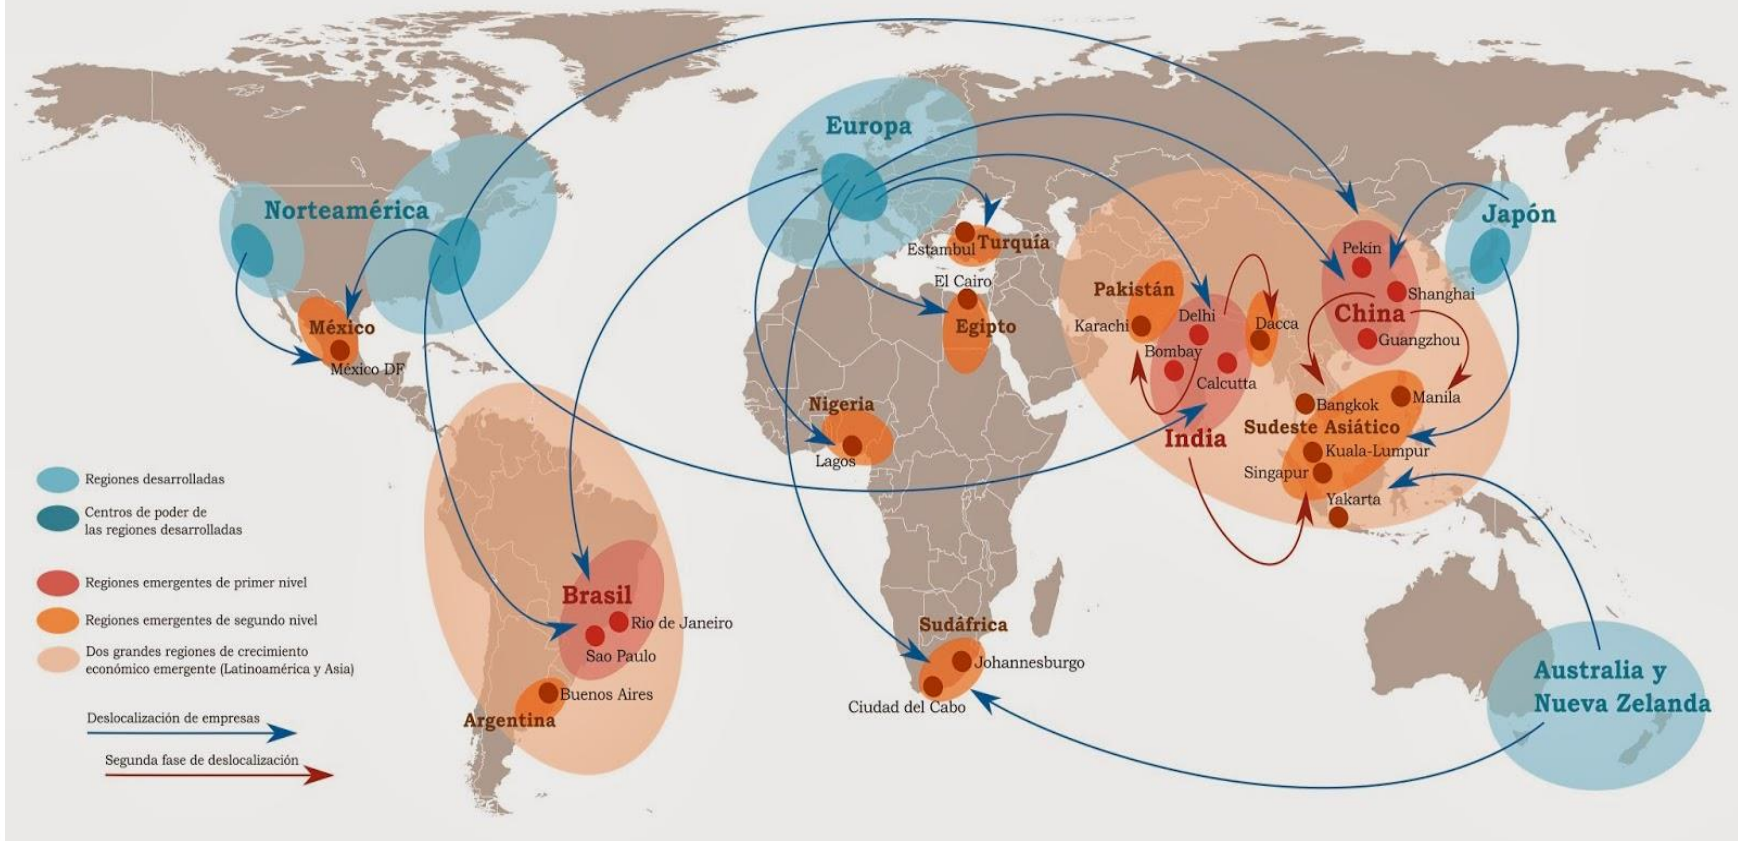 Europa
Norteamérica
Japón
Estambul
Turquía
El Cairo
Egipto
Pekín
Shanghai
China
Guangzhou
Pakistán
Karachi
Delhi
Dacca
Bombay
Calcutta
India
México
México DF
Nigeria
Lagos
Bangkok
Manila
Sudeste Asiático
Kuala-Lumpur
Singapur
Yakarta
Brasil
Rio de Janeiro
Sao Paulo
Buenos Aires
Argentina
Sudáfrica
Johannesburgo
Ciudad del Cabo
Australia y
Nueva Zelanda
Regiones desarrolladas
Centros de poder de
las regiones desarrolladas
Regiones emergentes de primer nivel
Regiones emergentes de segundo nivel
Dos grandes regiones de crecimiento
económico emergente (Latinoamérica y Asia)
Deslocalización de empresas
Segunda fase de deslocalización